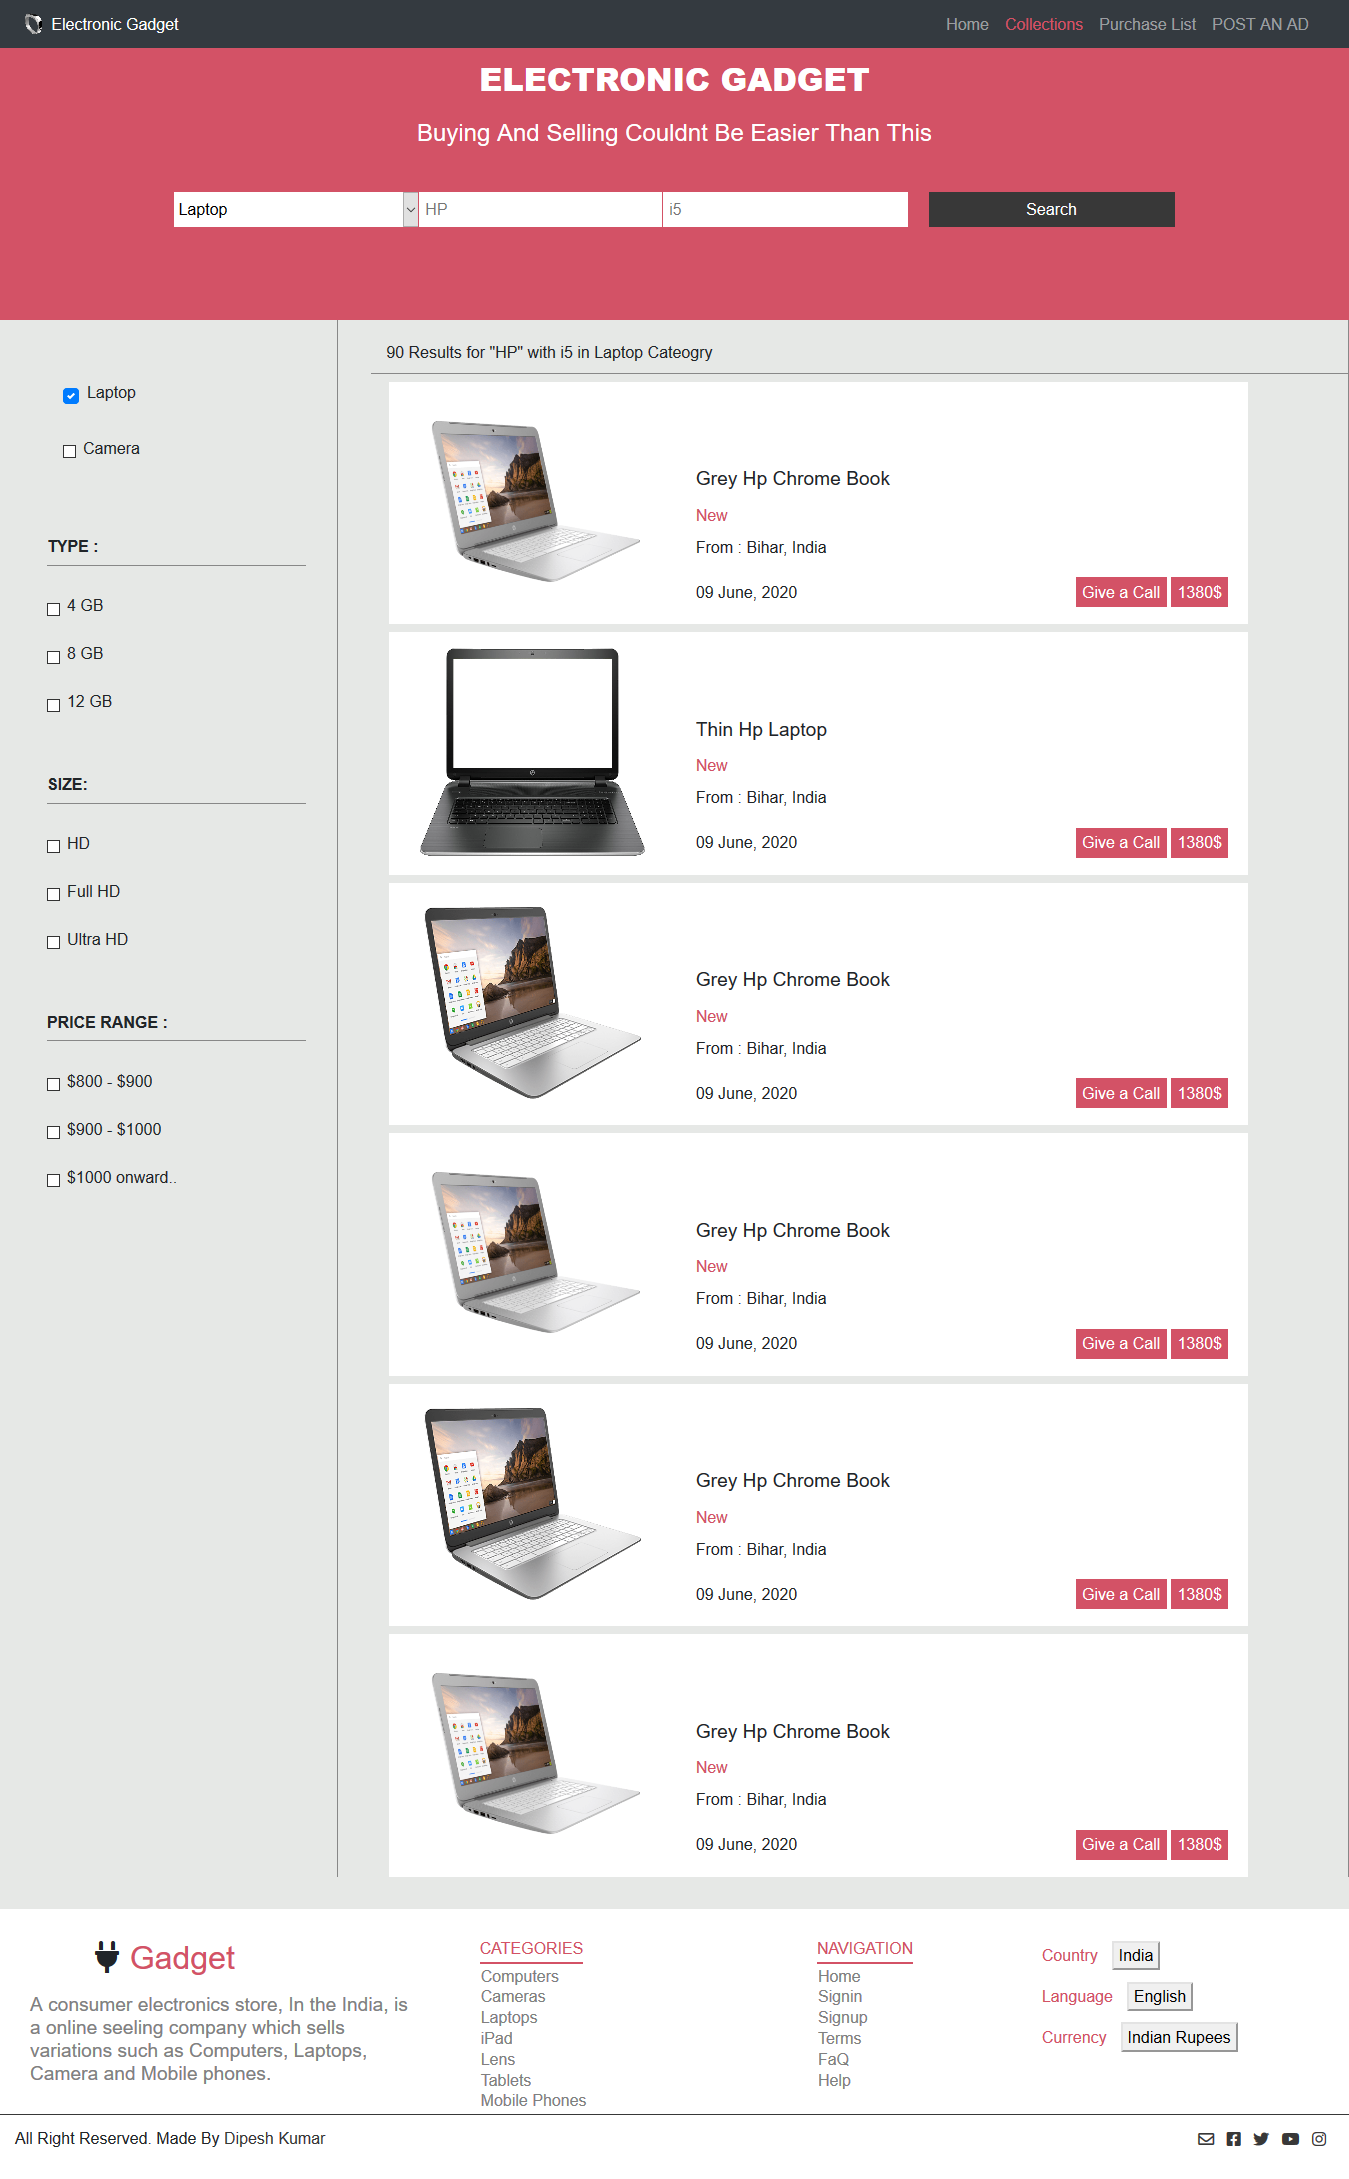 Electronic Gadget
Home Collections Purchase List POST AN AD
ELECTRONIC GADGET
Buying And Selling Couldnt Be Easier Than This
Laptop HP i5 Search
90 Results for "HP" with i5 in Laptop Cateogry
Laptop
Camera
TYPE :
4 GB
8 GB
12 GB
SIZE:
HD
Full HD
Ultra HD
PRICE RANGE :
$800 - $900
$900 - $1000
$1000 onward..
Grey Hp Chrome Book
New
From : Bihar, India
09 June, 2020 Give a Call 1380$
Thin Hp Laptop
New
From : Bihar, India
09 June, 2020 Give a Call 1380$
Grey Hp Chrome Book
New
From : Bihar, India
09 June, 2020 Give a Call 1380$
Grey Hp Chrome Book
New
From : Bihar, India
09 June, 2020 Give a Call 1380$
Grey Hp Chrome Book
New
From : Bihar, India
09 June, 2020 Give a Call 1380$
Grey Hp Chrome Book
New
From : Bihar, India
09 June, 2020 Give a Call 1380$
Gadget
A consumer electronics store, In the India, is
a online seeling company which sells
variations such as Computers, Laptops,
Camera and Mobile phones.
CATEGORIES
Computers
Cameras
Laptops
iPad
Lens
Tablets
Mobile Phones
NAVIGATION
Home
Signin
Signup
Terms
FaQ
Help
Country India
Language English
Currency Indian Rupees
All Right Reserved. Made By Dipesh Kumar